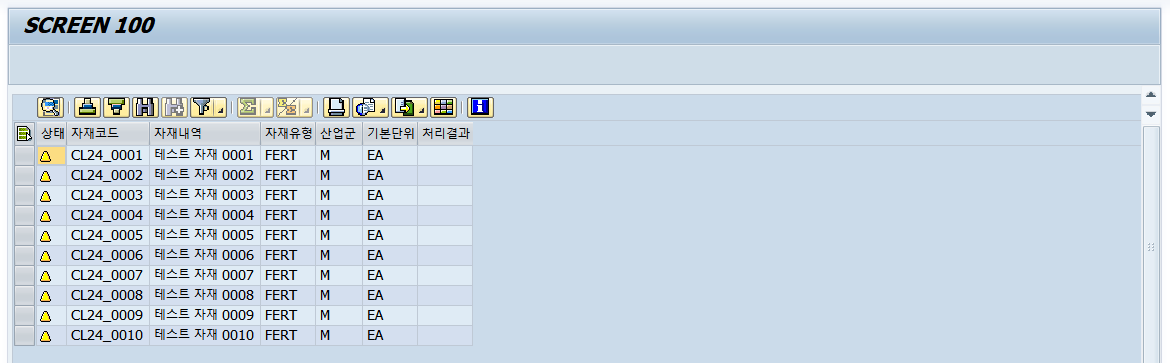 SCREEN 100
상태 자재코드 자재내역 자재유형 산업군 기본단위 처리결과
CL24_0001 테스트 자재 0001 FERT M EA
CL24_0002 테스트 자재 0002 FERT M EA
CL24_0003 테스트 자재 0003 FERT M EA
CL24_0004 테스트 자재 0004 FERT M EA
CL24_0005 테스트 자재 0005 FERT M EA
CL24_0006 테스트 자재 0006 FERT M EA
CL24_0007 테스트 자재 0007 FERT M EA
CL24_0008 테스트 자재 0008 FERT M EA
CL24_0009 테스트 자재 0009 FERT M EA
CL24_0010 테스트 자재 0010 FERT M EA